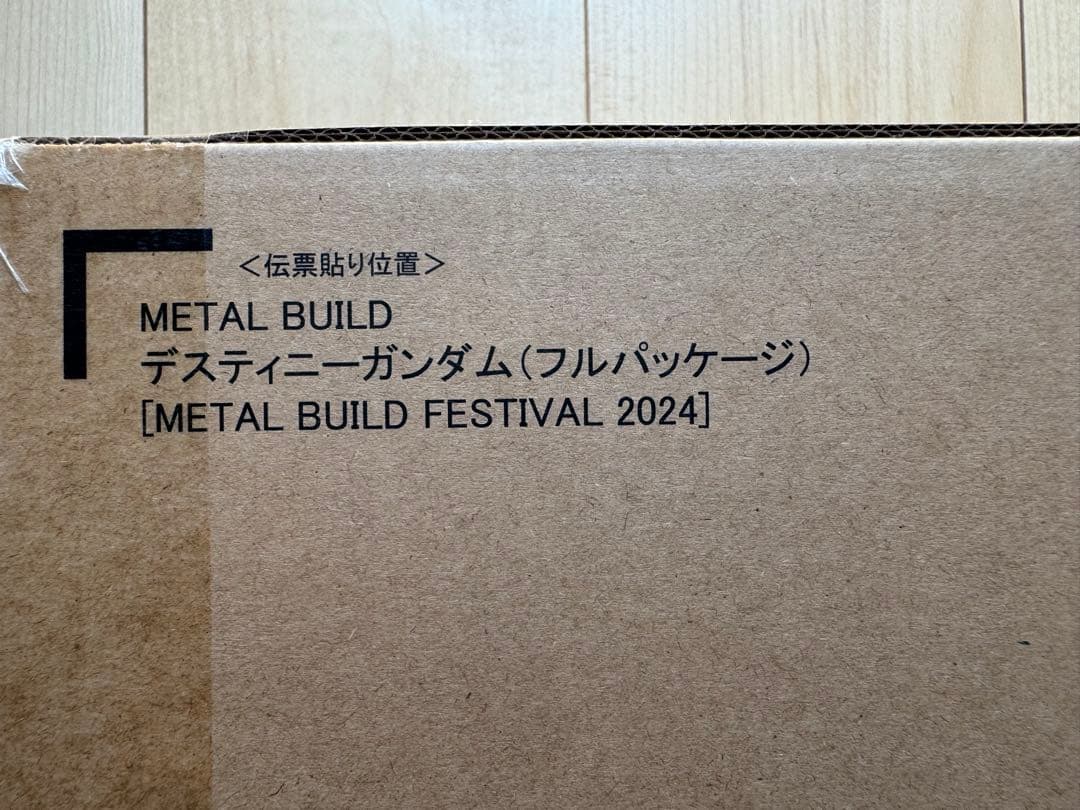 ＜伝票貼り位置＞
METAL BUILD
デスティニーガンダム（フルパッケージ）
[METAL BUILD FESTIVAL 2024]